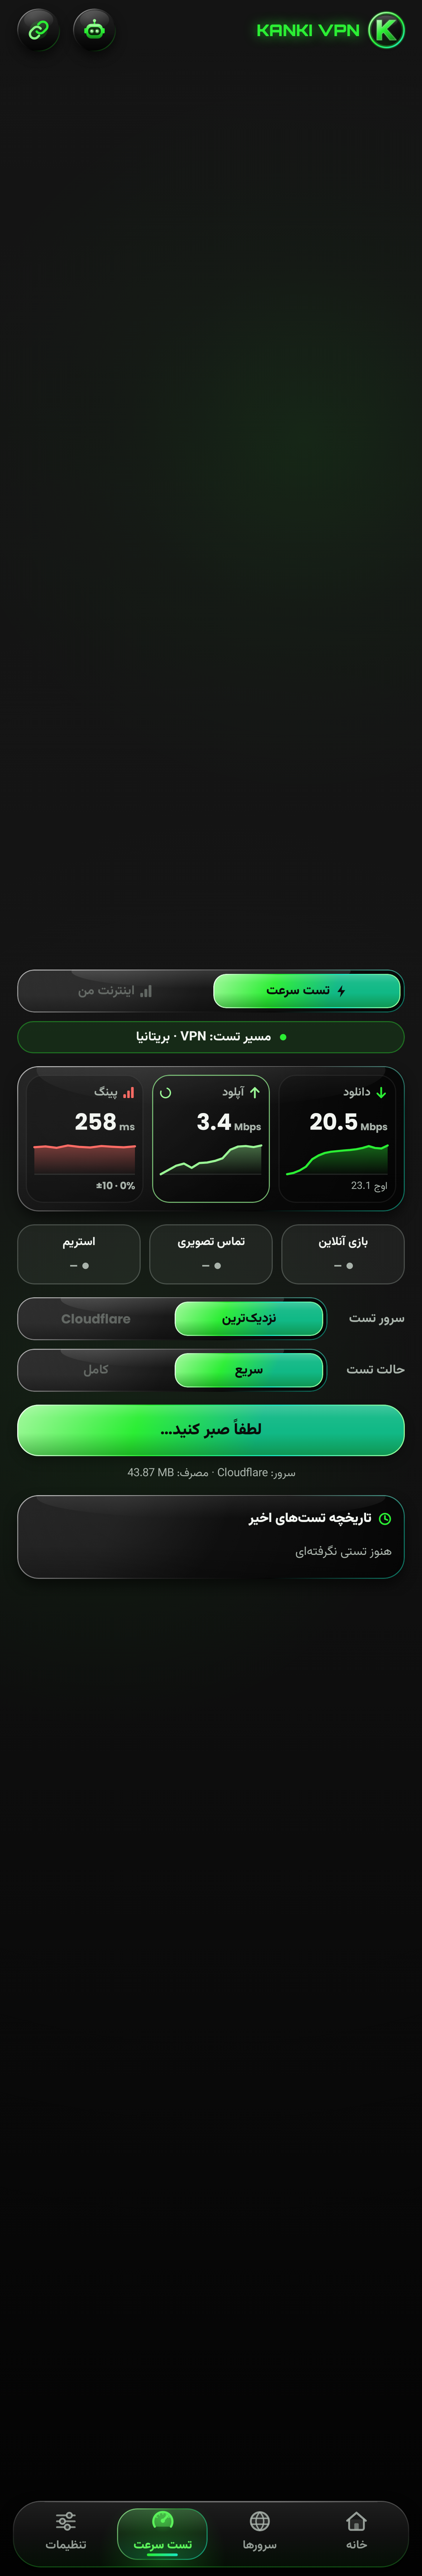 KANKI VPN
تست سرعت
اینترنت من
مسیر تست: VPN · بریتانیا
دانلود
آپلود
پینگ
20.5 Mbps
3.4 Mbps
258 ms
اوج 23.1
±10 · 0%
بازی آنلاین
تماس تصویری
استریم
–
–
–
سرور تست
نزدیک‌ترین
Cloudflare
حالت تست
سریع
کامل
لطفاً صبر کنید...
سرور: Cloudflare · مصرف: 43.87 MB
تاریخچه تست‌های اخیر
هنوز تستی نگرفته‌ای
خانه
سرورها
تست سرعت
تنظیمات